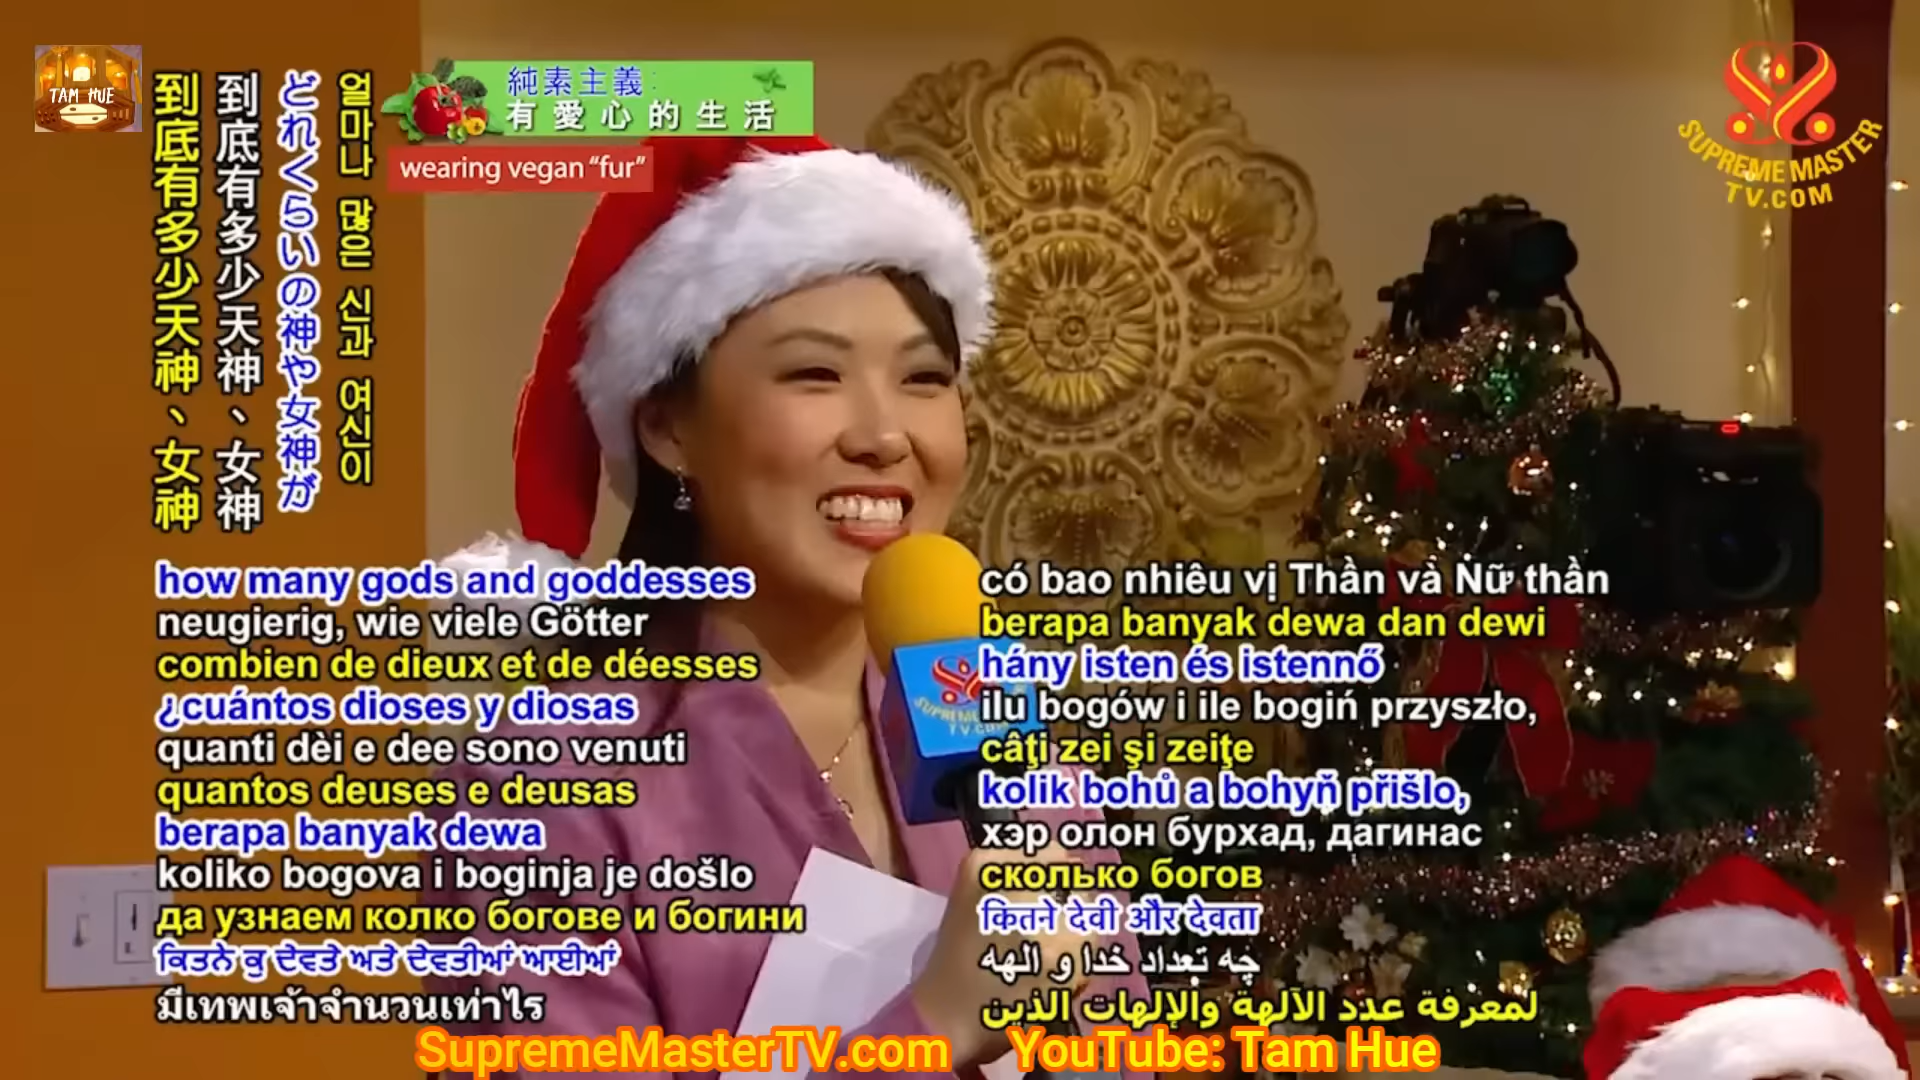 TAM HUE
到底有多少天神、女神
到底有多少天神、女神
どれくらいの神や女神が
얼마나 많은 신과 여신이
純素主義:
有愛心的生活
wearing vegan “fur”
SUPREME MASTER
TV.COM
how many gods and goddesses
neugierig, wie viele Götter
combien de dieux et de déesses
¿cuántos dioses y diosas
quanti dèi e dee sono venuti
quantos deuses e deusas
berapa banyak dewa
koliko bogova i boginja je došlo
да узнаем колко богове и богини
ਕਿਤਨੇ ਕੁ ਦੇਵਤੇ ਅਤੇ ਦੇਵਤੀਆਂ ਆਈਆਂ
มีเทพเจ้าจำนวนเท่าไร
có bao nhiêu vị Thần và Nữ thần
berapa banyak dewa dan dewi
hány isten és istennő
ilu bogów i ile bogiń przyszło,
câţi zei şi zeiţe
kolik bohů a bohyň přišlo,
хэр олон бурхад, дагинас
сколько богов
कितने देवी और देवता
چه تعداد خدا و الهه
لمعرفة عدد الآلهة والإلهات الذين
SUPREME MASTER
TV.COM
SupremeMasterTV.com
YouTube: Tam Hue